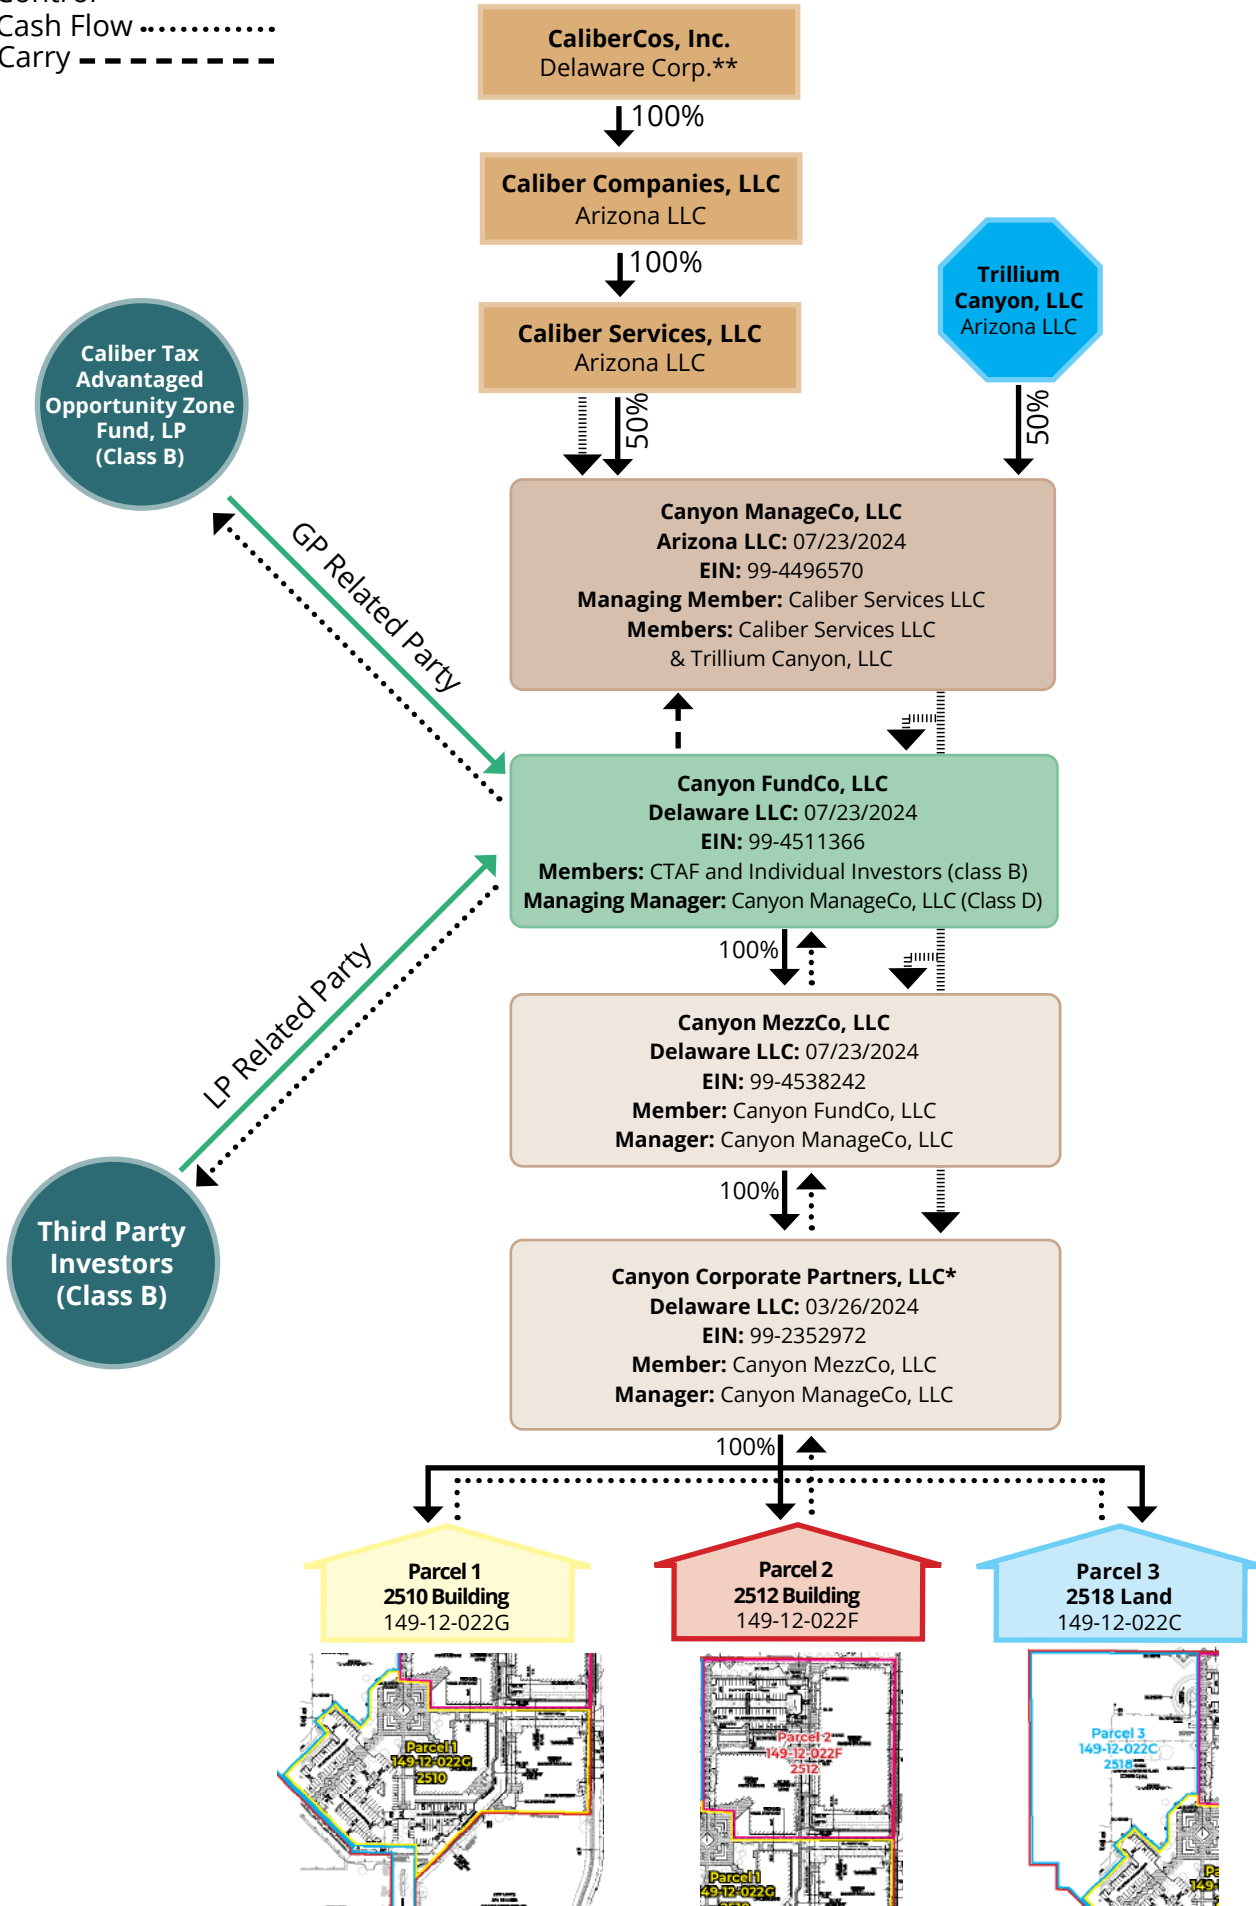 Control
Cash Flow
Carry
CaliberCos, Inc.
Delaware Corp.**
100%
Caliber Companies, LLC
Arizona LLC
100%
Caliber Services, LLC
Arizona LLC
Trillium
Canyon, LLC
Arizona LLC
50%
50%
Caliber Tax
Advantaged
Opportunity Zone
Fund, LP
(Class B)
GP Related Party
Canyon ManageCo, LLC
Arizona LLC: 07/23/2024
EIN: 99-4496570
Managing Member: Caliber Services LLC
Members: Caliber Services LLC
& Trillium Canyon, LLC
Canyon FundCo, LLC
Delaware LLC: 07/23/2024
EIN: 99-4511366
Members: CTAF and Individual Investors (class B)
Managing Manager: Canyon ManageCo, LLC (Class D)
LP Related Party
Third Party
Investors
(Class B)
100%
Canyon MezzCo, LLC
Delaware LLC: 07/23/2024
EIN: 99-4538242
Member: Canyon FundCo, LLC
Manager: Canyon ManageCo, LLC
100%
Canyon Corporate Partners, LLC*
Delaware LLC: 03/26/2024
EIN: 99-2352972
Member: Canyon MezzCo, LLC
Manager: Canyon ManageCo, LLC
100%
Parcel 1
2510 Building
149-12-022G
Parcel 2
2512 Building
149-12-022F
Parcel 3
2518 Land
149-12-022C
Parcel 1
149-12-022G
2510
Parcel 2
149-12-022F
2512
Parcel 1
49-12-022G
Parcel 3
149-12-022C
2518
Pa
149-